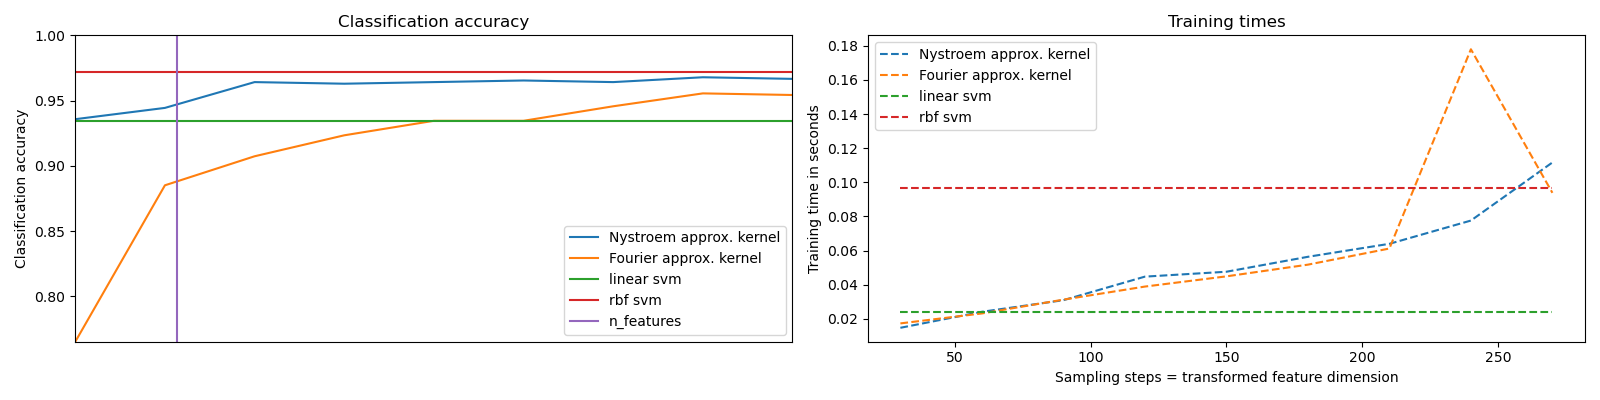 Classification accuracy
Classification accuracy
1.00
0.95
0.90
0.85
0.80
Nystroem approx. kernel
Fourier approx. kernel
linear svm
rbf svm
n_features
Training times
Training time in seconds
0.18
0.16
0.14
0.12
0.10
0.08
0.06
0.04
0.02
Nystroem approx. kernel
Fourier approx. kernel
linear svm
rbf svm
50 100 150 200 250
Sampling steps = transformed feature dimension